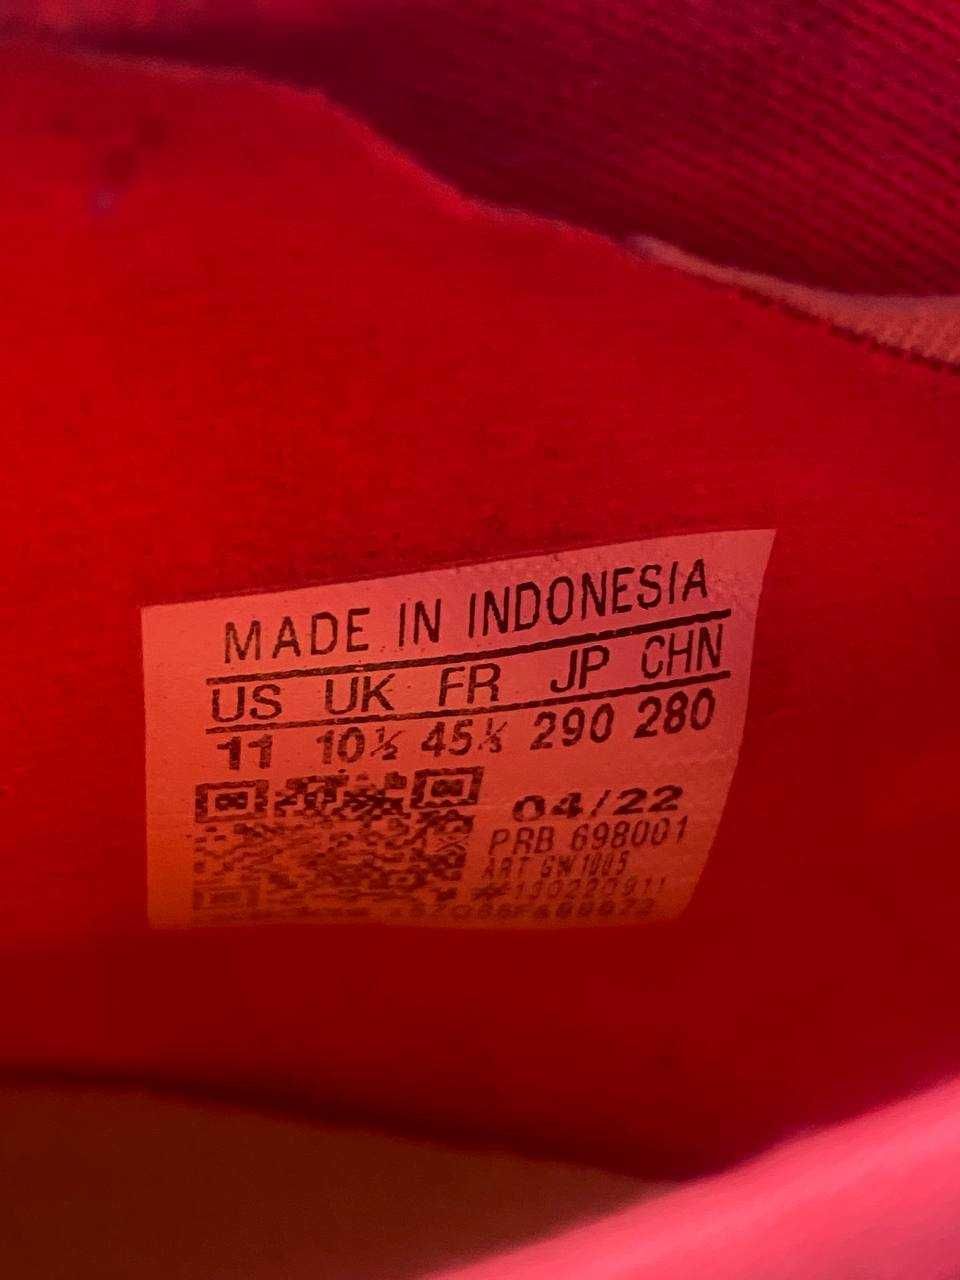 MADE IN INDONESIA
US UK FR JP CHN
11 10½ 45⅓ 290 280
04/22
PRB 698001
ART GW1005